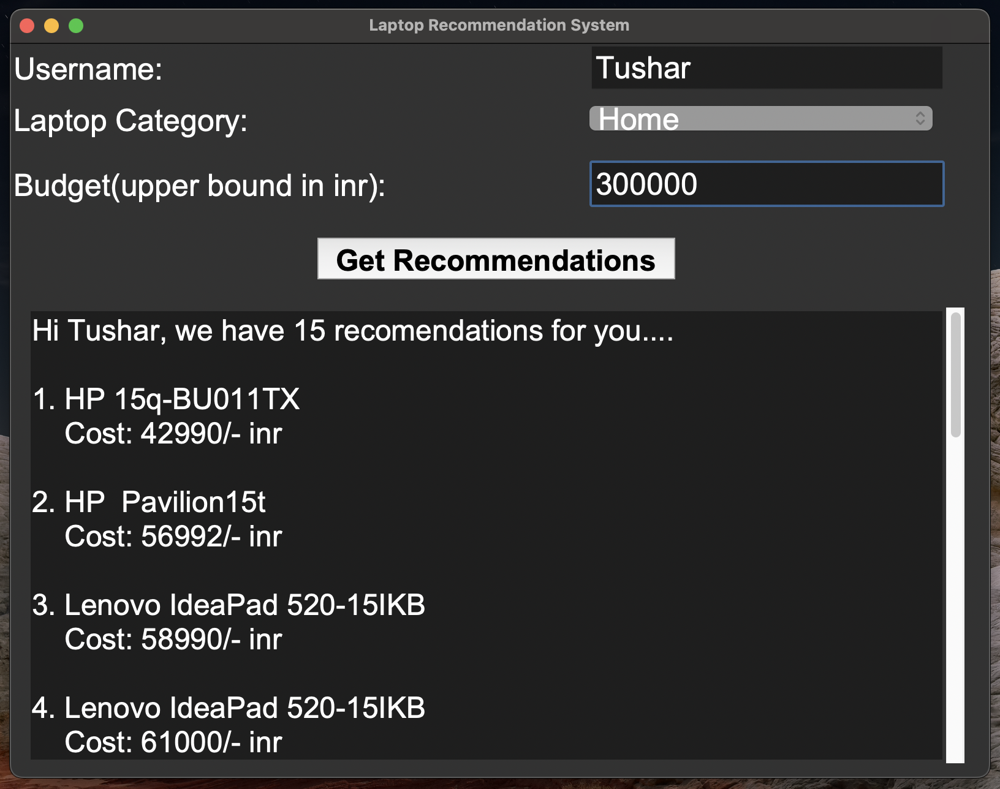 Laptop Recommendation System
Username: Tushar
Laptop Category: Home
Budget(upper bound in inr): 300000
Get Recommendations
Hi Tushar, we have 15 recomendations for you....
1. HP 15q-BU011TX
Cost: 42990/- inr
2. HP  Pavilion15t
Cost: 56992/- inr
3. Lenovo IdeaPad 520-15IKB
Cost: 58990/- inr
4. Lenovo IdeaPad 520-15IKB
Cost: 61000/- inr